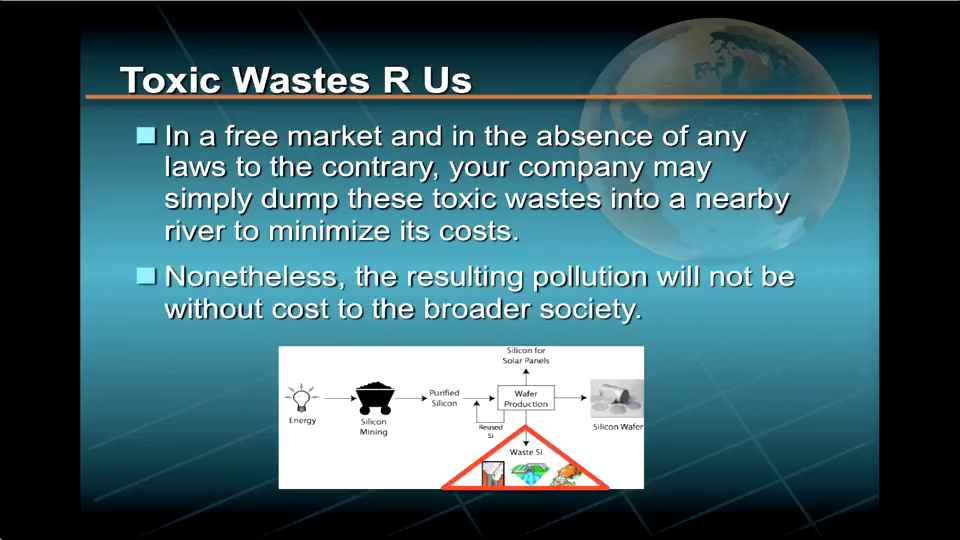 Toxic Wastes R Us
In a free market and in the absence of any
laws to the contrary, your company may
simply dump these toxic wastes into a nearby
river to minimize its costs.
Nonetheless, the resulting pollution will not be
without cost to the broader society.
Silicon for
Solar Panels
Energy
Silicon
Mining
Purified
Silicon
Wafer
Production
Reused
Si
Silicon Wafer
Waste Si